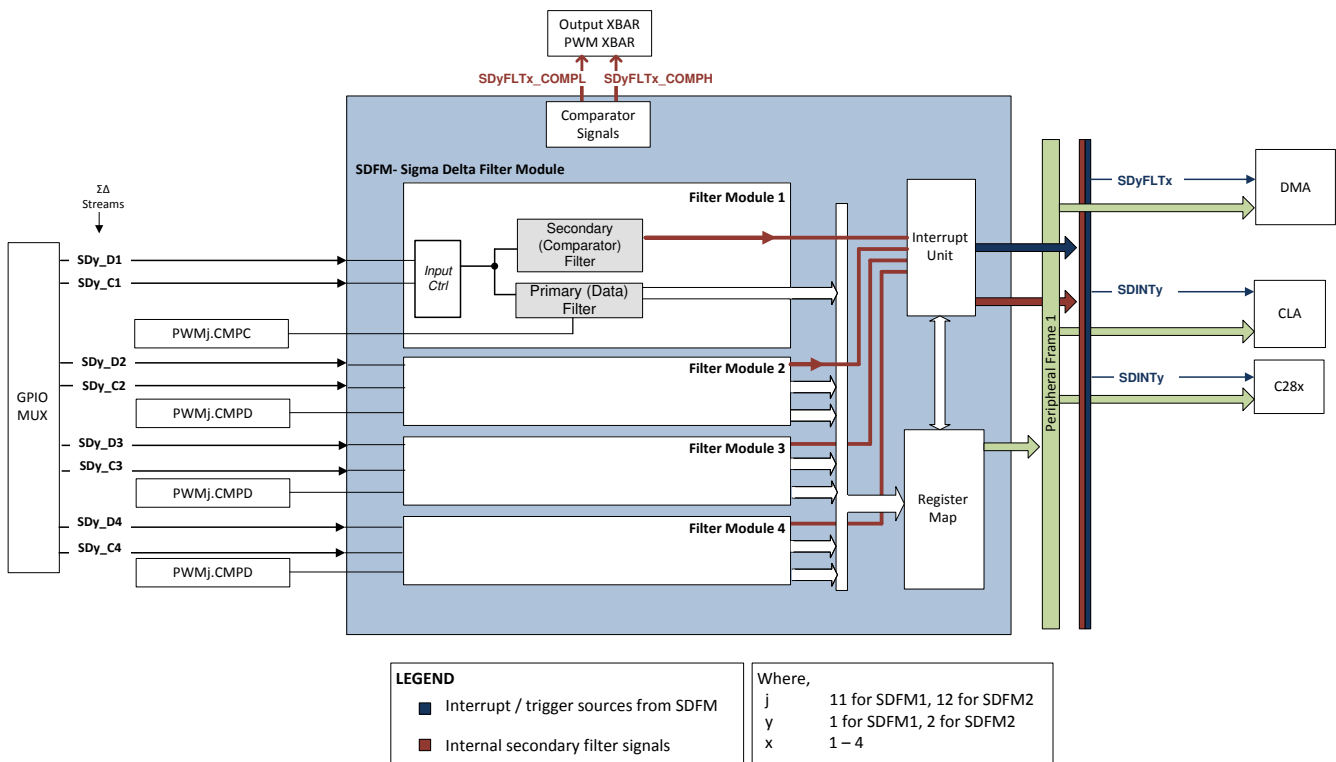 Output XBAR
PWM XBAR
SDyFLTx_COMPL
SDyFLTx_COMPH
Comparator
Signals
SDFM- Sigma Delta Filter Module
ΣΔ
Streams
Filter Module 1
Secondary
(Comparator)
Filter
Input
Ctrl
Primary (Data)
Filter
Interrupt
Unit
SDy_D1
SDy_C1
PWMj.CMPC
SDy_D2
SDy_C2
PWMj.CMPD
Filter Module 2
GPIO
MUX
SDy_D3
SDy_C3
PWMj.CMPD
Filter Module 3
SDy_D4
SDy_C4
PWMj.CMPD
Filter Module 4
Register
Map
Peripheral Frame 1
SDyFLTx
DMA
SDINTy
CLA
SDINTy
C28x
LEGEND
Interrupt / trigger sources from SDFM
Internal secondary filter signals
Where,
j 11 for SDFM1, 12 for SDFM2
y 1 for SDFM1, 2 for SDFM2
x 1 – 4